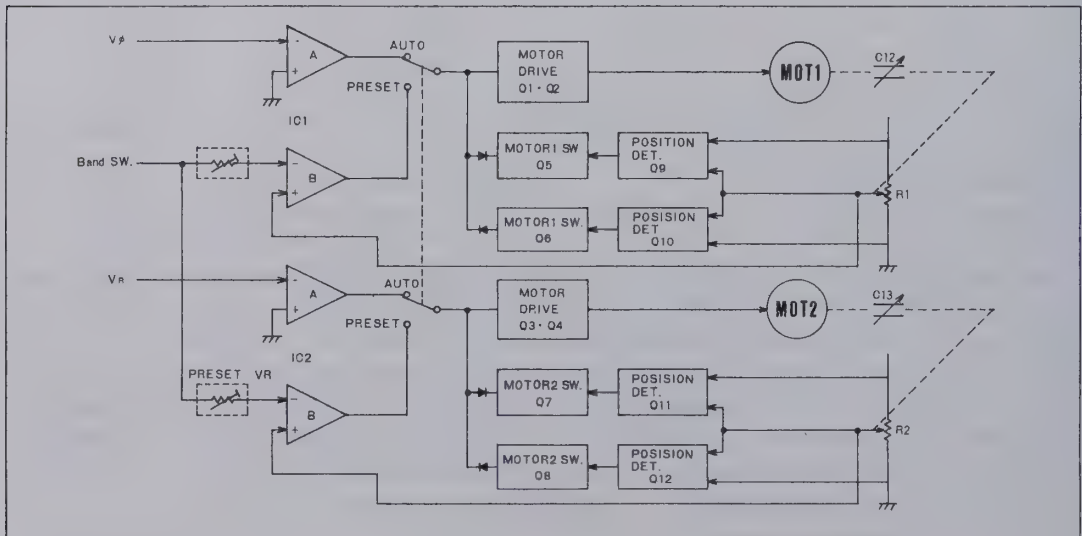 Vφ
- A
+
AUTO
PRESET
IC1
MOTOR
DRIVE
Q1・Q2
MOT1
C12
Band SW.
- B
+
MOTOR1 SW
Q5
POSITION
DET.
Q9
R1
MOTOR1 SW.
Q6
POSISION
DET
Q10
VR
- A
+
AUTO
PRESET
IC2
MOTOR
DRIVE
Q3・Q4
MOT2
C13
PRESET VR
- B
+
MOTOR2 SW.
Q7
POSISION
DET.
Q11
R2
MOTOR2 SW.
Q8
POSISION
DET.
Q12